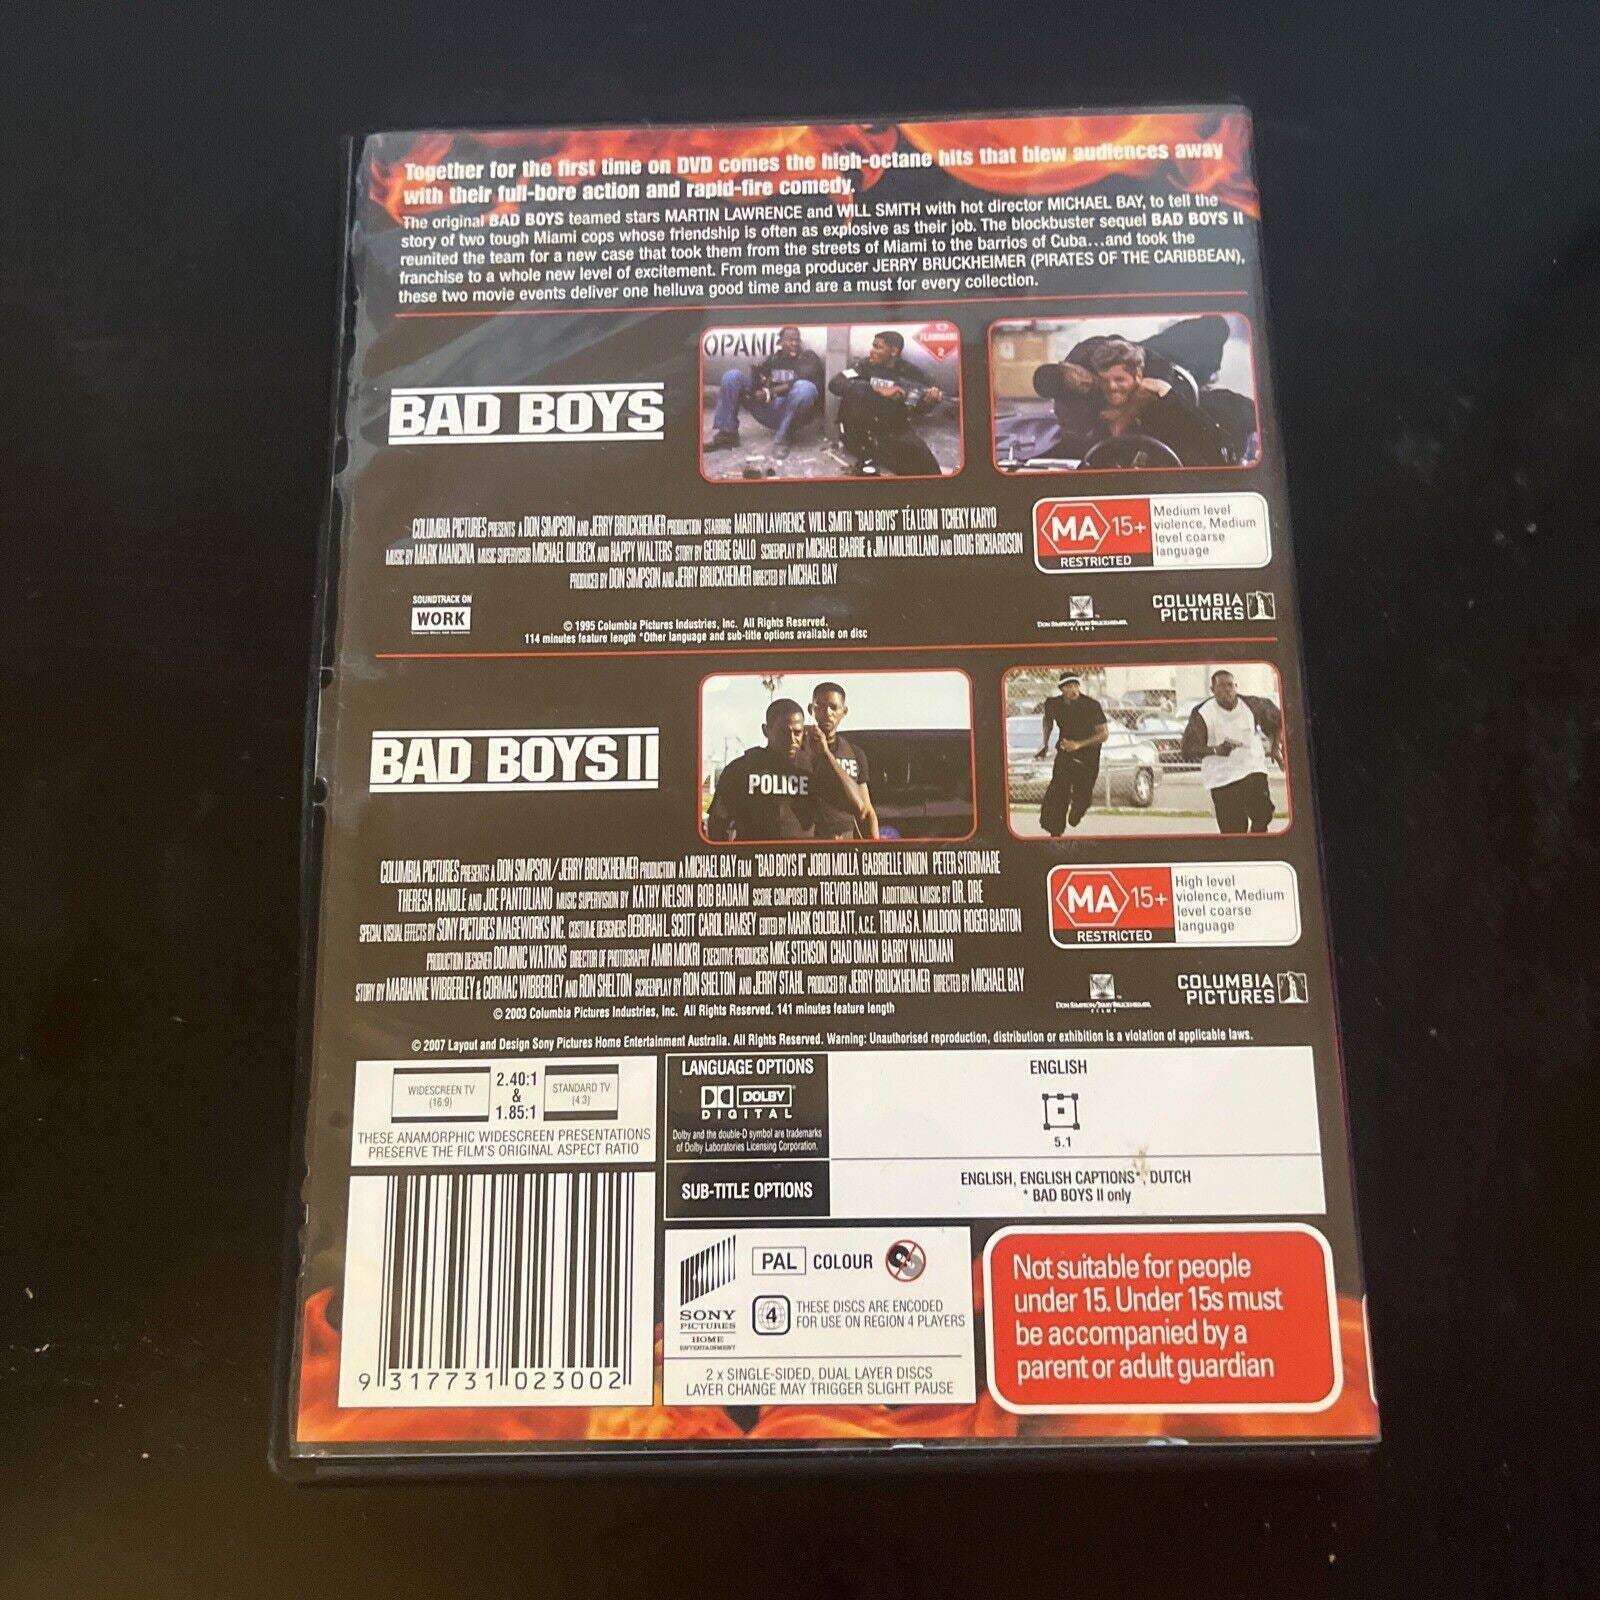 Together for the first time on DVD comes the high-octane hits that blew audiences away
with their full-bore action and rapid-fire comedy.
The original BAD BOYS teamed stars MARTIN LAWRENCE and WILL SMITH with hot director MICHAEL BAY, to tell the
story of two tough Miami cops whose friendship is often as explosive as their job. The blockbuster sequel BAD BOYS II
reunited the team for a new case that took them from the streets of Miami to the barrios of Cuba...and took the
franchise to a whole new level of excitement. From mega producer JERRY BRUCKHEIMER (PIRATES OF THE CARIBBEAN),
these two movie events deliver one helluva good time and are a must for every collection.
OPANE
FLAMMABL
2
BAD BOYS
COLUMBIA PICTURES PRESENTS A DON SIMPSON AND JERRY BRUCKHEIMER PRODUCTION STARRING MARTIN LAWRENCE WILL SMITH "BAD BOYS" TÉA LEONI TCHEKY KARYO
MUSIC BY MARK MANCINA MUSIC SUPERVISOR MICHAEL DILBECK AND HAPPY WALTERS STORY BY GEORGE GALLO SCREENPLAY BY MICHAEL BARRIE & JIM MULHOLLAND AND DOUG RICHARDSON
PRODUCED BY DON SIMPSON AND JERRY BRUCKHEIMER DIRECTED BY MICHAEL BAY
MA 15+
RESTRICTED
Medium level
violence, Medium
level coarse
language
SOUNDTRACK ON
WORK
© 1995 Columbia Pictures Industries, Inc. All Rights Reserved.
114 minutes feature length *Other language and sub-title options available on disc
DON SIMPSON/JERRY BRUCKHEIMER
FILMS
COLUMBIA
PICTURES
BAD BOYS II
POLICE
ICE
COLUMBIA PICTURES PRESENTS A DON SIMPSON/JERRY BRUCKHEIMER PRODUCTION A MICHAEL BAY FILM "BAD BOYS II" JORDI MOLLÀ GABRIELLE UNION PETER STORMARE
THERESA RANDLE AND JOE PANTOLIANO MUSIC SUPERVISION BY KATHY NELSON BOB BADAMI SCORE COMPOSED BY TREVOR RABIN ADDITIONAL MUSIC BY DR. DRE
SPECIAL VISUAL EFFECTS BY SONY PICTURES IMAGEWORKS INC. COSTUME DESIGNERS DEBORAH L. SCOTT CAROL RAMSEY EDITED BY MARK GOLDBLATT, A.C.E. THOMAS A. MULDOON ROGER BARTON
PRODUCTION DESIGNER DOMINIC WATKINS DIRECTOR OF PHOTOGRAPHY AMIR MOKRI EXECUTIVE PRODUCERS MIKE STENSON CHAD OMAN BARRY WALDMAN
STORY BY MARIANNE WIBBERLEY & CORMAC WIBBERLEY AND RON SHELTON SCREENPLAY BY RON SHELTON AND JERRY STAHL PRODUCED BY JERRY BRUCKHEIMER DIRECTED BY MICHAEL BAY
MA 15+
RESTRICTED
High level
violence, Medium
level coarse
language
© 2003 Columbia Pictures Industries, Inc. All Rights Reserved. 141 minutes feature length
DON SIMPSON/JERRY BRUCKHEIMER
FILMS
COLUMBIA
PICTURES
© 2007 Layout and Design Sony Pictures Home Entertainment Australia. All Rights Reserved. Warning: Unauthorised reproduction, distribution or exhibition is a violation of applicable laws.
WIDESCREEN TV
(16:9)
2.40:1
&
1.85:1
STANDARD TV
(4:3)
THESE ANAMORPHIC WIDESCREEN PRESENTATIONS
PRESERVE THE FILM'S ORIGINAL ASPECT RATIO
LANGUAGE OPTIONS
DOLBY
DIGITAL
Dolby and the double-D symbol are trademarks
of Dolby Laboratories Licensing Corporation.
ENGLISH
5.1
SUB-TITLE OPTIONS
ENGLISH, ENGLISH CAPTIONS*, DUTCH
* BAD BOYS II only
9 317731 023002
SONY
PICTURES
HOME
ENTERTAINMENT
PAL COLOUR
4
THESE DISCS ARE ENCODED
FOR USE ON REGION 4 PLAYERS
2 x SINGLE-SIDED, DUAL LAYER DISCS
LAYER CHANGE MAY TRIGGER SLIGHT PAUSE
Not suitable for people
under 15. Under 15s must
be accompanied by a
parent or adult guardian